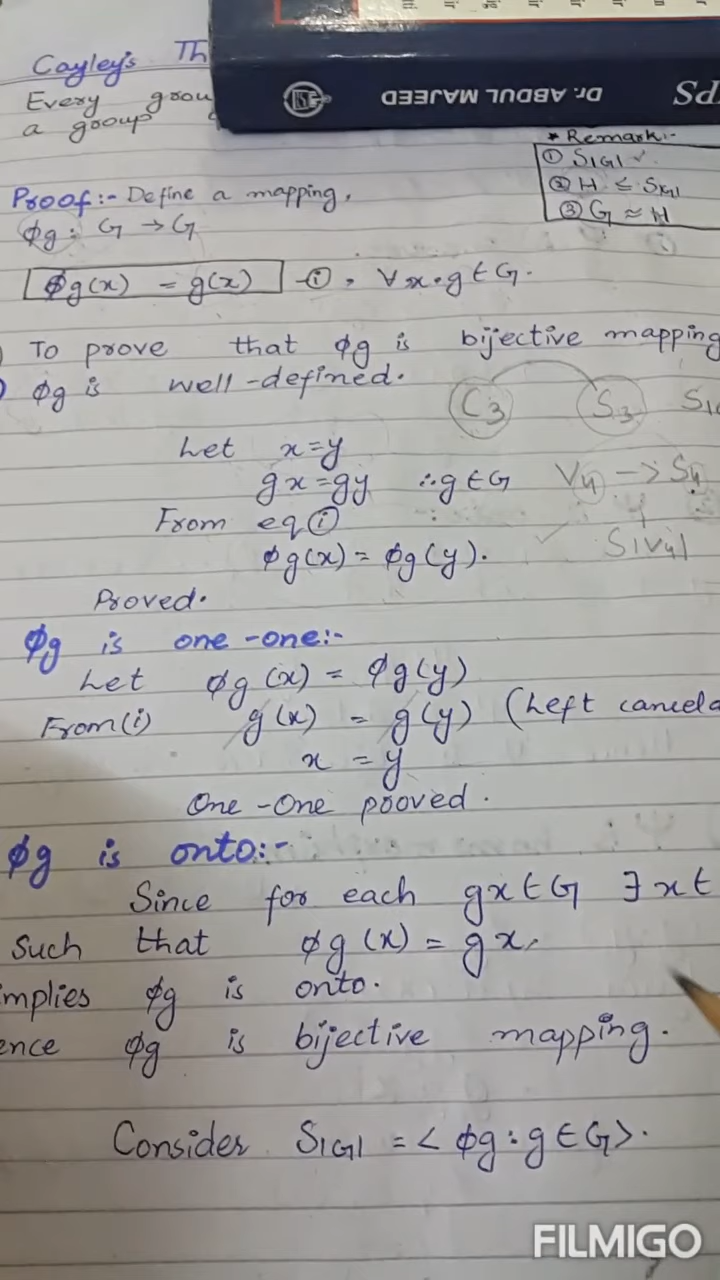 Cayley's Th
Every grou
a group
Dr. ABDUL MAJEED
* Remark:-
① S|G| ✓
② H ≤ S|G|
③ G ≈ H
Proof:- Define a mapping,
φg: G → G
φg(x) = g(x) -①, ∀ x, g ∈ G.
To prove that φg is bijective mapping
φg is well-defined.
C3 S3
Let x=y
gx=gy ∴g∈G
V4 -> S4
From eq ①
S|V4|
φg(x) = φg(y).
Proved.
φg is one-one:-
Let φg(x) = φg(y)
From(i) g(x) = g(y) (Left cancela
x = y
One-One pooved.
φg is onto:-
Since for each gx∈G ∃ x∈
Such that φg(x) = gx,
implies φg is onto.
ence φg is bijective mapping.
Consider S|G| = < φg : g∈G>.
FILMIGO